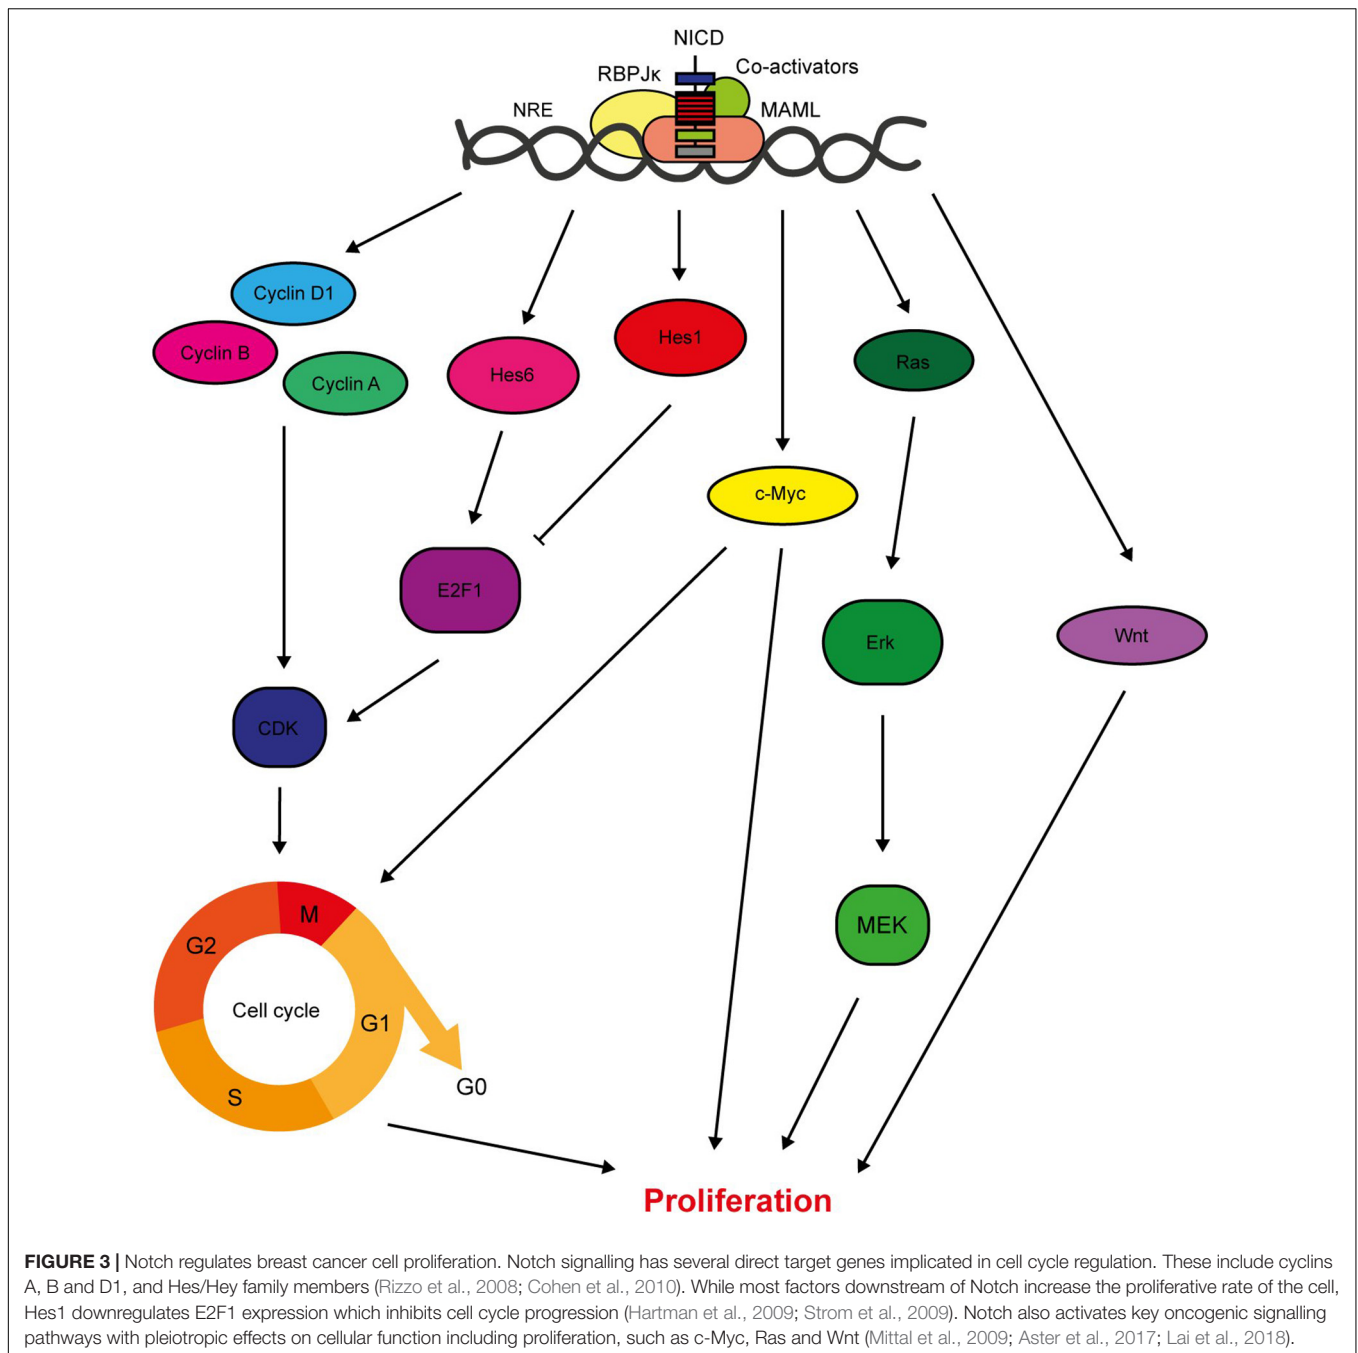 NICD
RBPJκ
Co-activators
NRE
MAML
Cyclin D1
Cyclin B
Cyclin A
Hes6
Hes1
Ras
c-Myc
E2F1
Erk
Wnt
CDK
MEK
M
G2
Cell cycle
G1
S
G0
Proliferation
FIGURE 3 | Notch regulates breast cancer cell proliferation. Notch signalling has several direct target genes implicated in cell cycle regulation. These include cyclins
A, B and D1, and Hes/Hey family members (Rizzo et al., 2008; Cohen et al., 2010). While most factors downstream of Notch increase the proliferative rate of the cell,
Hes1 downregulates E2F1 expression which inhibits cell cycle progression (Hartman et al., 2009; Strom et al., 2009). Notch also activates key oncogenic signalling
pathways with pleiotropic effects on cellular function including proliferation, such as c-Myc, Ras and Wnt (Mittal et al., 2009; Aster et al., 2017; Lai et al., 2018).